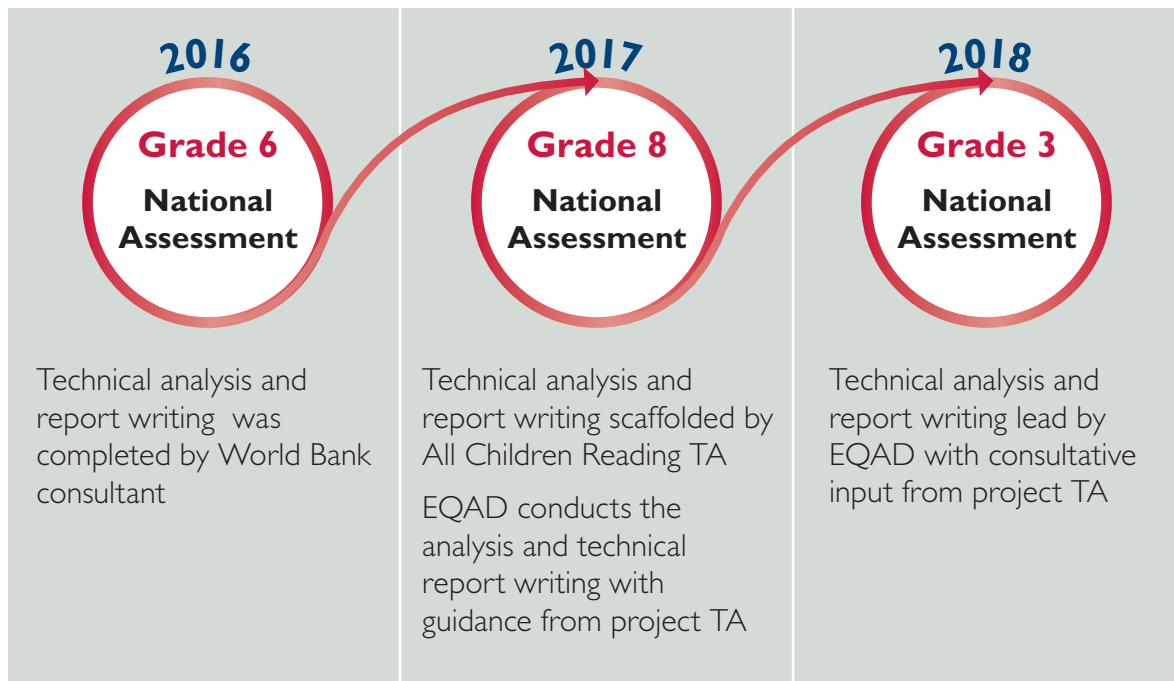 2016
Grade 6
National
Assessment
Technical analysis and
report writing was
completed by World Bank
consultant
2017
Grade 8
National
Assessment
Technical analysis and
report writing scaffolded by
All Children Reading TA
EQAD conducts the
analysis and technical
report writing with
guidance from project TA
2018
Grade 3
National
Assessment
Technical analysis and
report writing lead by
EQAD with consultative
input from project TA